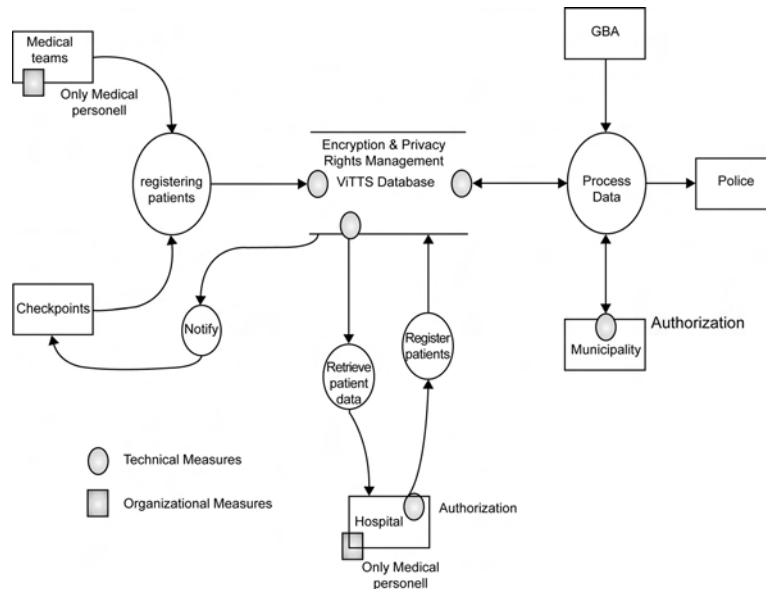 Medical
teams
Only Medical
personell
GBA
Encryption & Privacy
Rights Management
ViTTS Database
registering
patients
Process
Data
Police
Checkpoints
Notify
Register
patients
Retrieve
patient
data
Authorization
Municipality
Technical Measures
Organizational Measures
Hospital
Authorization
Only Medical
personell